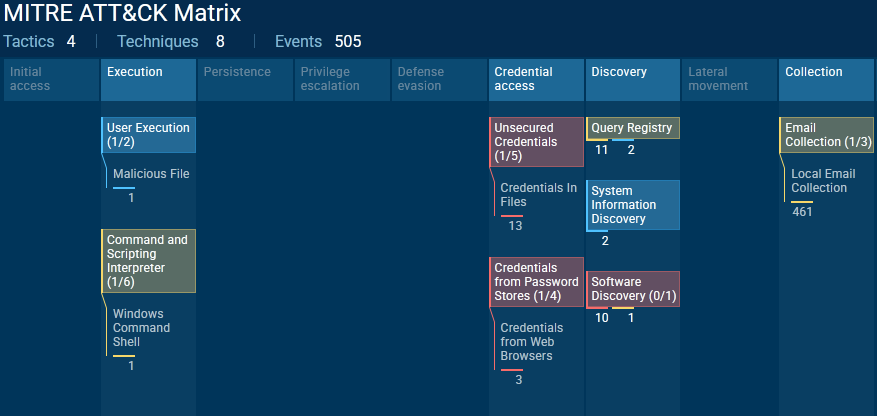 MITRE ATT&CK Matrix
Tactics 4 Techniques 8 Events 505
Initial access
Execution
Persistence
Privilege escalation
Defense evasion
Credential access
Discovery
Lateral movement
Collection
User Execution (1/2)
Malicious File
1
Command and Scripting Interpreter (1/6)
Windows Command Shell
1
Unsecured Credentials (1/5)
Credentials In Files
13
Credentials from Password Stores (1/4)
Credentials from Web Browsers
3
Query Registry
11 2
System Information Discovery
2
Software Discovery (0/1)
10 1
Email Collection (1/3)
Local Email Collection
461